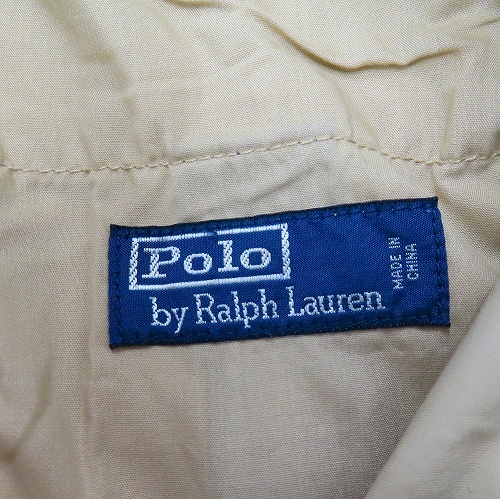 Polo
by Ralph Lauren
MADE IN
CHINA